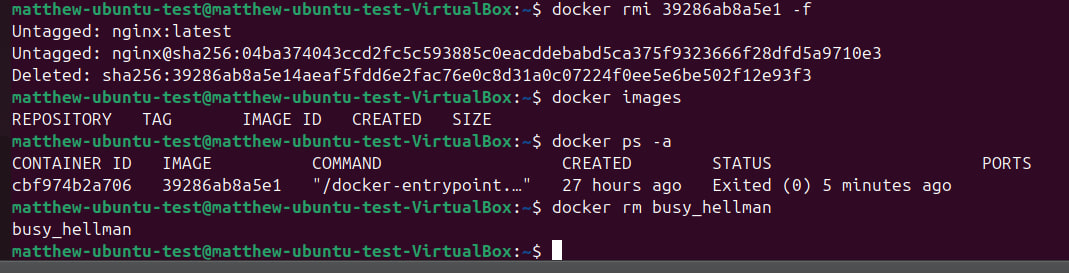 matthew-ubuntu-test@matthew-ubuntu-test-VirtualBox:~$ docker rmi 39286ab8a5e1 -f
Untagged: nginx:latest
Untagged: nginx@sha256:04ba374043ccd2fc5c593885c0eacddebabd5ca375f9323666f28dfd5a9710e3
Deleted: sha256:39286ab8a5e14aeaf5fdd6e2fac76e0c8d31a0c07224f0ee5e6be502f12e93f3
matthew-ubuntu-test@matthew-ubuntu-test-VirtualBox:~$ docker images
REPOSITORY   TAG       IMAGE ID   CREATED   SIZE
matthew-ubuntu-test@matthew-ubuntu-test-VirtualBox:~$ docker ps -a
CONTAINER ID   IMAGE          COMMAND                  CREATED        STATUS                     PORTS
cbf974b2a706   39286ab8a5e1   "/docker-entrypoint.…"   27 hours ago   Exited (0) 5 minutes ago
matthew-ubuntu-test@matthew-ubuntu-test-VirtualBox:~$ docker rm busy_hellman
busy_hellman
matthew-ubuntu-test@matthew-ubuntu-test-VirtualBox:~$